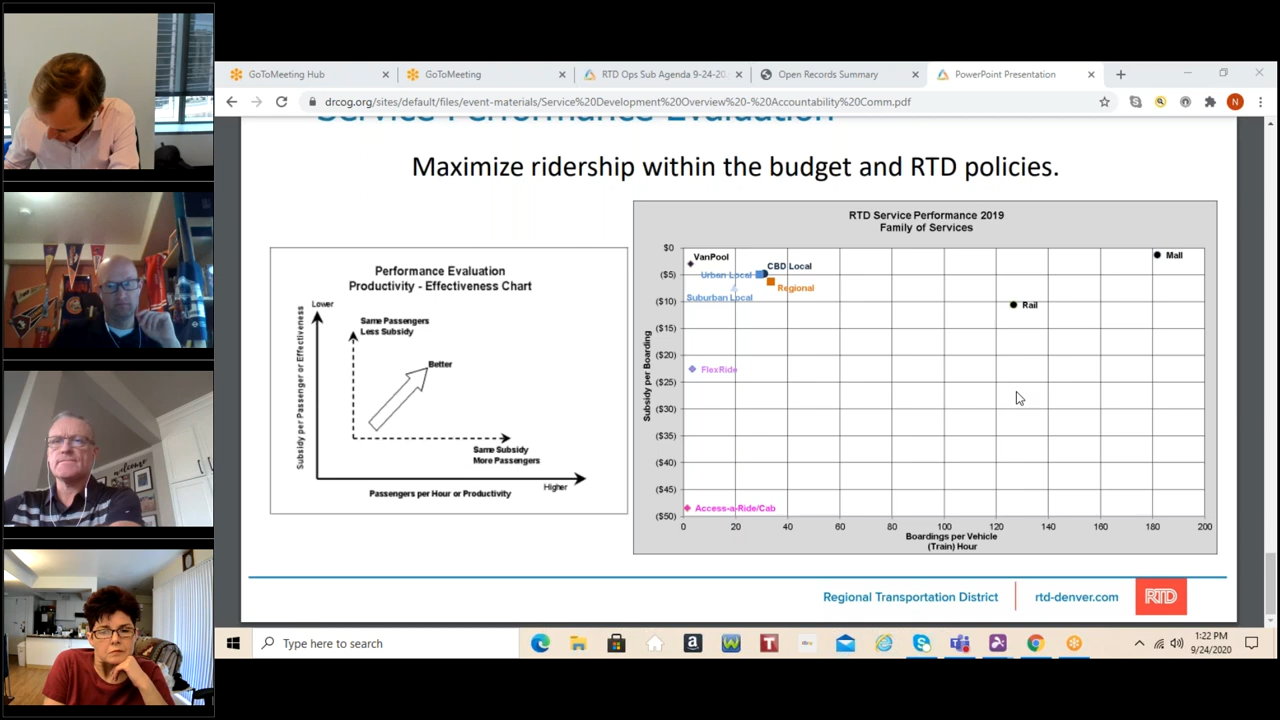 GoToMeeting Hub
GoToMeeting
RTD Ops Sub Agenda 9-24-20
Open Records Summary
PowerPoint Presentation
drcog.org/sites/default/files/event-materials/Service%20Development%20Overview%20-%20Accountability%20Comm.pdf
N
Service Performance Evaluation
Maximize ridership within the budget and RTD policies.
Performance Evaluation
Productivity - Effectiveness Chart
Lower
Subsidy per Passenger or Effectiveness
Same Passengers
Less Subsidy
Better
Same Subsidy
More Passengers
Higher
Passengers per Hour or Productivity
RTD Service Performance 2019
Family of Services
Subsidy per Boarding
$0
($5)
($10)
($15)
($20)
($25)
($30)
($35)
($40)
($45)
($50)
VanPool
CBD Local
Urban Local
Regional
Suburban Local
Mall
Rail
FlexRide
Access-a-Ride/Cab
0 20 40 60 80 100 120 140 160 180 200
Boardings per Vehicle
(Train) Hour
Regional Transportation District
rtd-denver.com
RTD
Type here to search
1:22 PM
9/24/2020
welcome